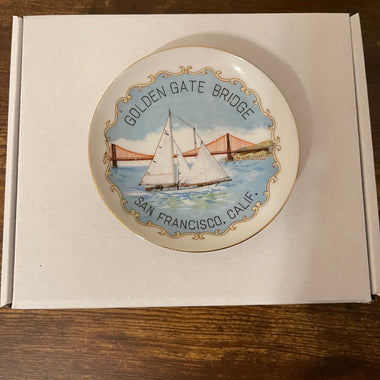 GOLDEN GATE BRIDGE
SAN FRANCISCO, CALIF.